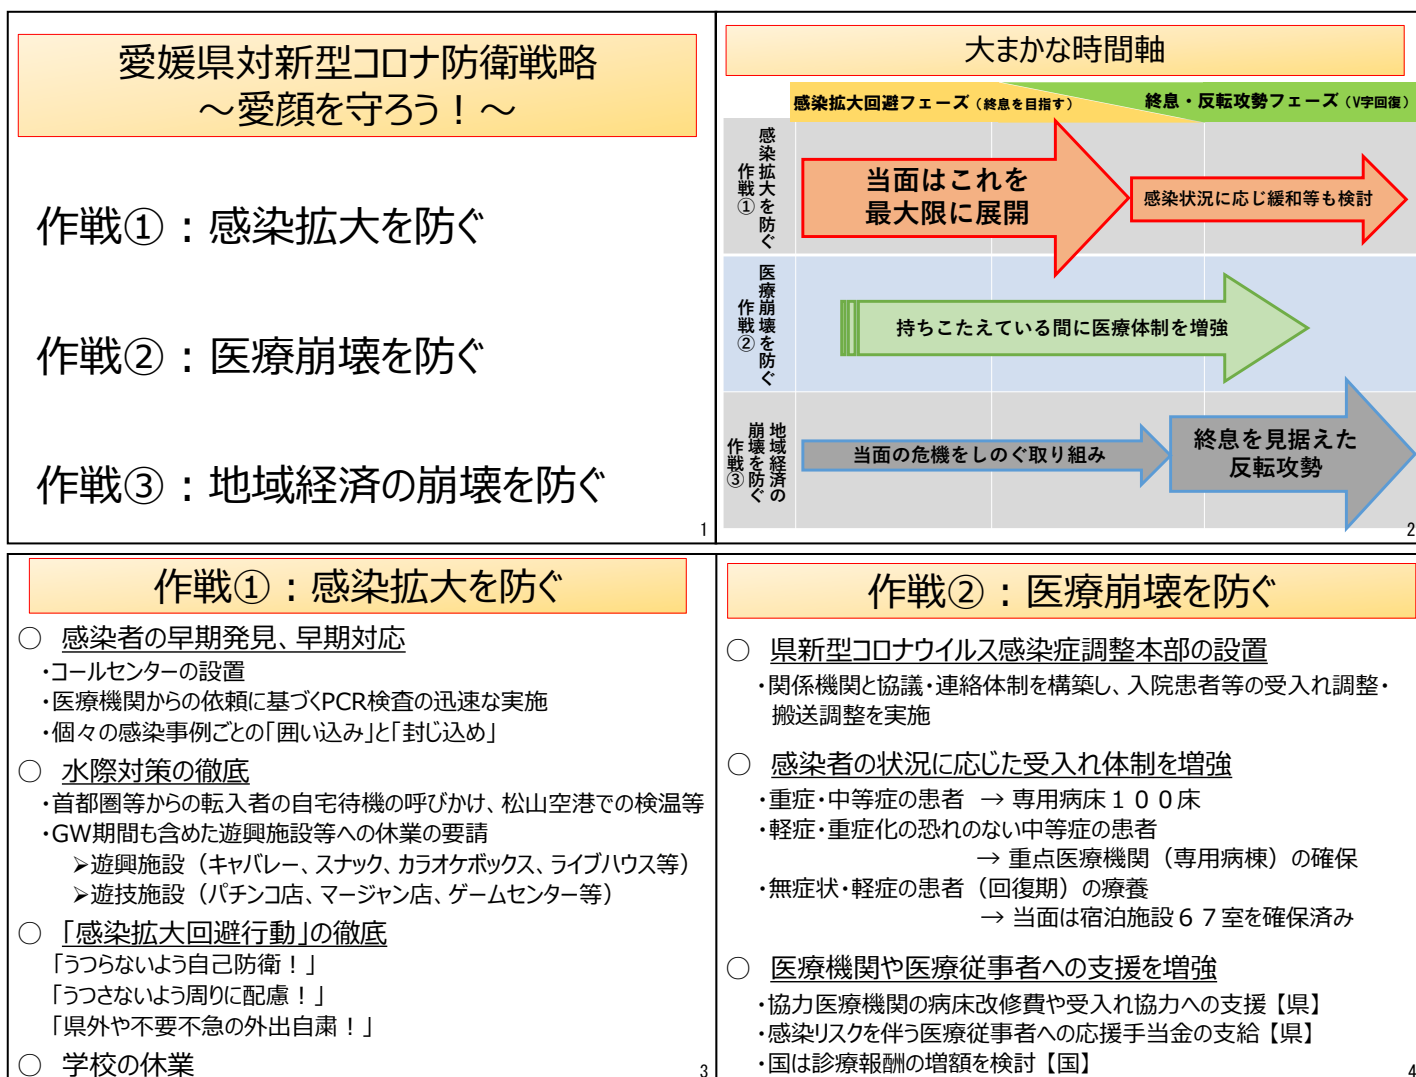 愛媛県対新型コロナ防衛戦略
～愛顔を守ろう！～
作戦①：感染拡大を防ぐ
作戦②：医療崩壊を防ぐ
作戦③：地域経済の崩壊を防ぐ
1
大まかな時間軸
感染拡大回避フェーズ（終息を目指す）
終息・反転攻勢フェーズ（V字回復）
作戦①
感染拡大を防ぐ
当面はこれを
最大限に展開
感染状況に応じ緩和等も検討
作戦②
医療崩壊を防ぐ
持ちこたえている間に医療体制を増強
作戦③
地域経済の
崩壊を防ぐ
当面の危機をしのぐ取り組み
終息を見据えた
反転攻勢
2
作戦①：感染拡大を防ぐ
○ 感染者の早期発見、早期対応
・コールセンターの設置
・医療機関からの依頼に基づくPCR検査の迅速な実施
・個々の感染事例ごとの「囲い込み」と「封じ込め」
○ 水際対策の徹底
・首都圏等からの転入者の自宅待機の呼びかけ、松山空港での検温等
・GW期間も含めた遊興施設等への休業の要請
➢遊興施設（キャバレー、スナック、カラオケボックス、ライブハウス等）
➢遊技施設（パチンコ店、マージャン店、ゲームセンター等）
○ 「感染拡大回避行動」の徹底
「うつらないよう自己防衛！」
「うつさないよう周りに配慮！」
「県外や不要不急の外出自粛！」
○ 学校の休業
3
作戦②：医療崩壊を防ぐ
○ 県新型コロナウイルス感染症調整本部の設置
・関係機関と協議・連絡体制を構築し、入院患者等の受入れ調整・
搬送調整を実施
○ 感染者の状況に応じた受入れ体制を増強
・重症・中等症の患者 → 専用病床１００床
・軽症・重症化の恐れのない中等症の患者
→ 重点医療機関（専用病棟）の確保
・無症状・軽症の患者（回復期）の療養
→ 当面は宿泊施設６７室を確保済み
○ 医療機関や医療従事者への支援を増強
・協力医療機関の病床改修費や受入れ協力への支援【県】
・感染リスクを伴う医療従事者への応援手当金の支給【県】
・国は診療報酬の増額を検討【国】
4